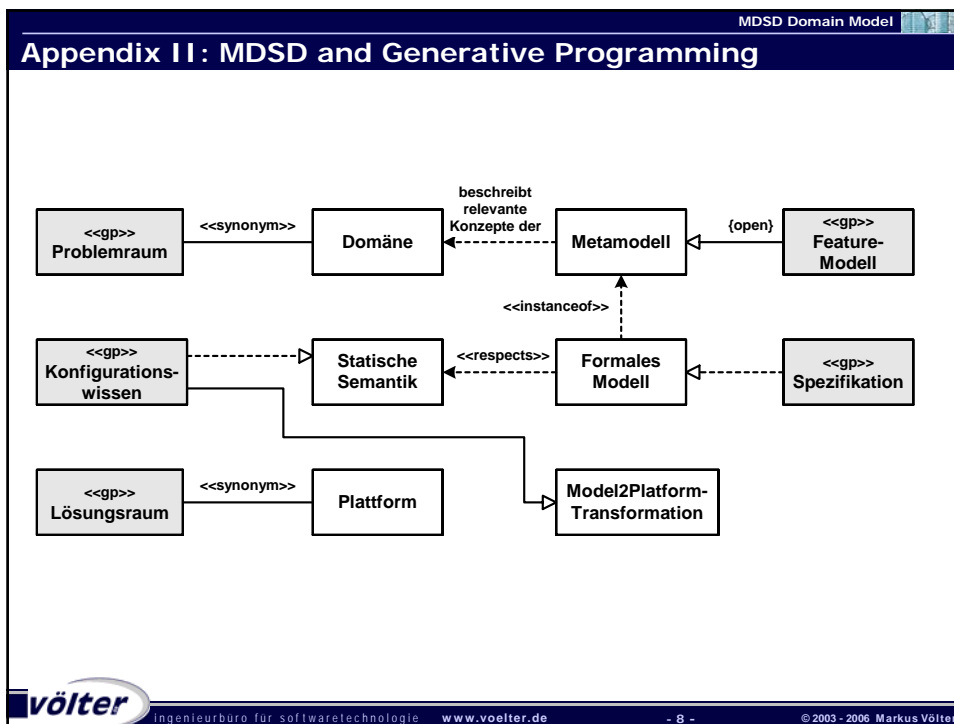 MDSD Domain Model
Appendix II: MDSD and Generative Programming
<<gp>>
Problemraum
<<synonym>>
Domäne
beschreibt
relevante
Konzepte der
Metamodell
{open}
<<gp>>
Feature-
Modell
<<instanceof>>
<<gp>>
Konfigurations-
wissen
Statische
Semantik
<<respects>>
Formales
Modell
<<gp>>
Spezifikation
<<gp>>
Lösungsraum
<<synonym>>
Plattform
Model2Platform-
Transformation
völter
ingenieurbüro für softwaretechnologie www.voelter.de - 8 - © 2003 - 2006 Markus Völter